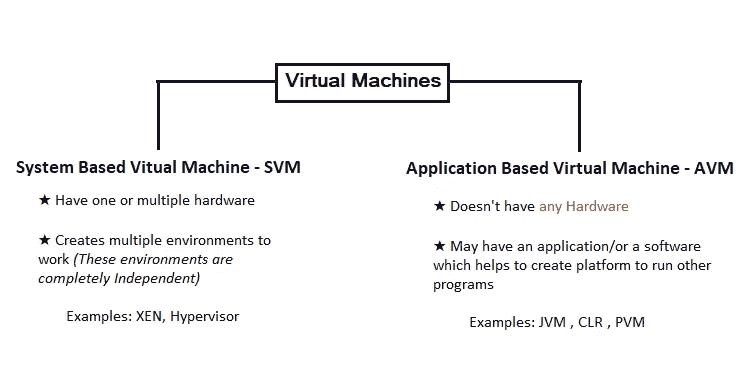 Virtual Machines
System Based Vitual Machine - SVM
★ Have one or multiple hardware
★ Creates multiple environments to
work (These environments are
completely Independent)
Examples: XEN, Hypervisor
Application Based Virtual Machine - AVM
★ Doesn't have any Hardware
★ May have an application/or a software
which helps to create platform to run other
programs
Examples: JVM , CLR , PVM